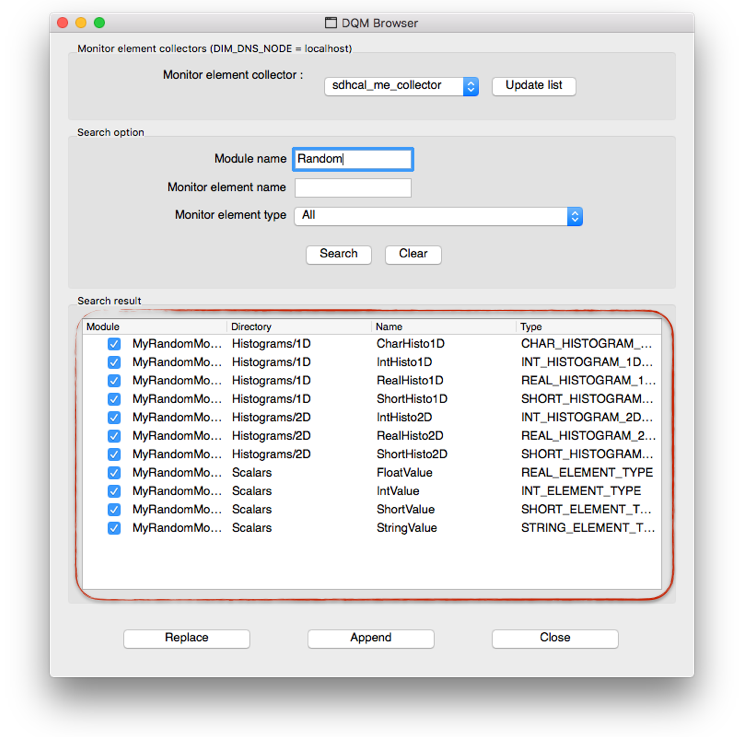 DQM Browser
Monitor element collectors (DIM_DNS_NODE = localhost)
Monitor element collector : sdhcal_me_collector Update list
Search option
Module name Random
Monitor element name
Monitor element type All
Search Clear
Search result
Module Directory Name Type
MyRandomMo... Histograms/1D CharHisto1D CHAR_HISTOGRAM_...
MyRandomMo... Histograms/1D IntHisto1D INT_HISTOGRAM_1D...
MyRandomMo... Histograms/1D RealHisto1D REAL_HISTOGRAM_1...
MyRandomMo... Histograms/1D ShortHisto1D SHORT_HISTOGRAM...
MyRandomMo... Histograms/2D IntHisto2D INT_HISTOGRAM_2D...
MyRandomMo... Histograms/2D RealHisto2D REAL_HISTOGRAM_2...
MyRandomMo... Histograms/2D ShortHisto2D SHORT_HISTOGRAM...
MyRandomMo... Scalars FloatValue REAL_ELEMENT_TYPE
MyRandomMo... Scalars IntValue INT_ELEMENT_TYPE
MyRandomMo... Scalars ShortValue SHORT_ELEMENT_T...
MyRandomMo... Scalars StringValue STRING_ELEMENT_T...
Replace Append Close